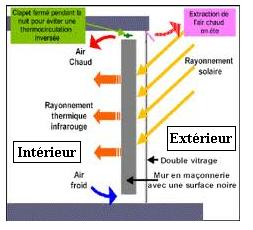 Clapet fermé pendant la
nuit pour éviter une
thermocirculation
inversée
Extraction de
l'air chaud
en éte
Air
Chaud
Rayonnement
solaire
Rayonnement
thermique
infrarouge
Intérieur
Extérieur
Double vitrage
Air
froid
Mur en maçonnerie
avec une surface noire